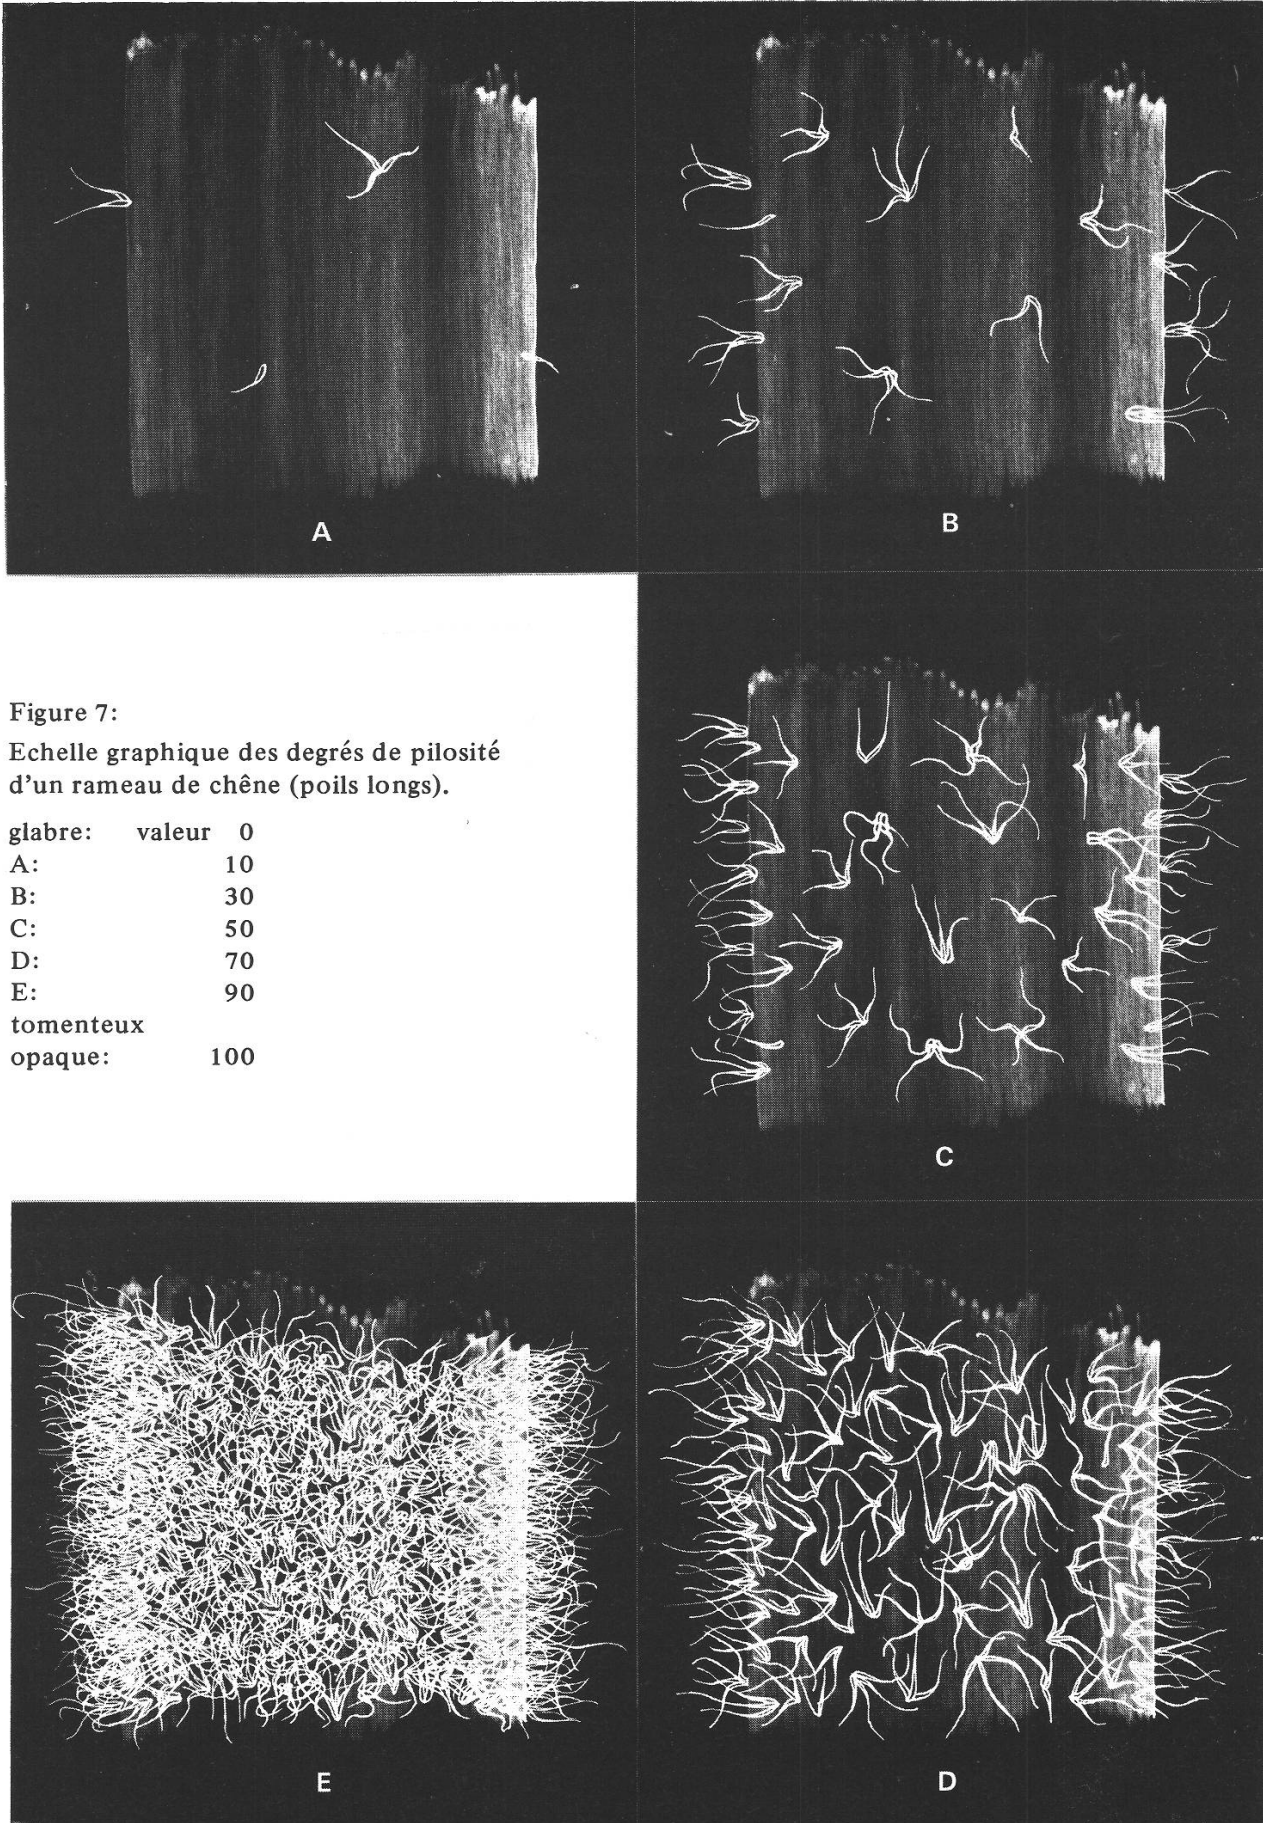 A
B
Figure 7:
Echelle graphique des degrés de pilosité
d'un rameau de chêne (poils longs).
glabre: valeur 0
A: 10
B: 30
C: 50
D: 70
E: 90
tomenteux
opaque: 100
C
E
D